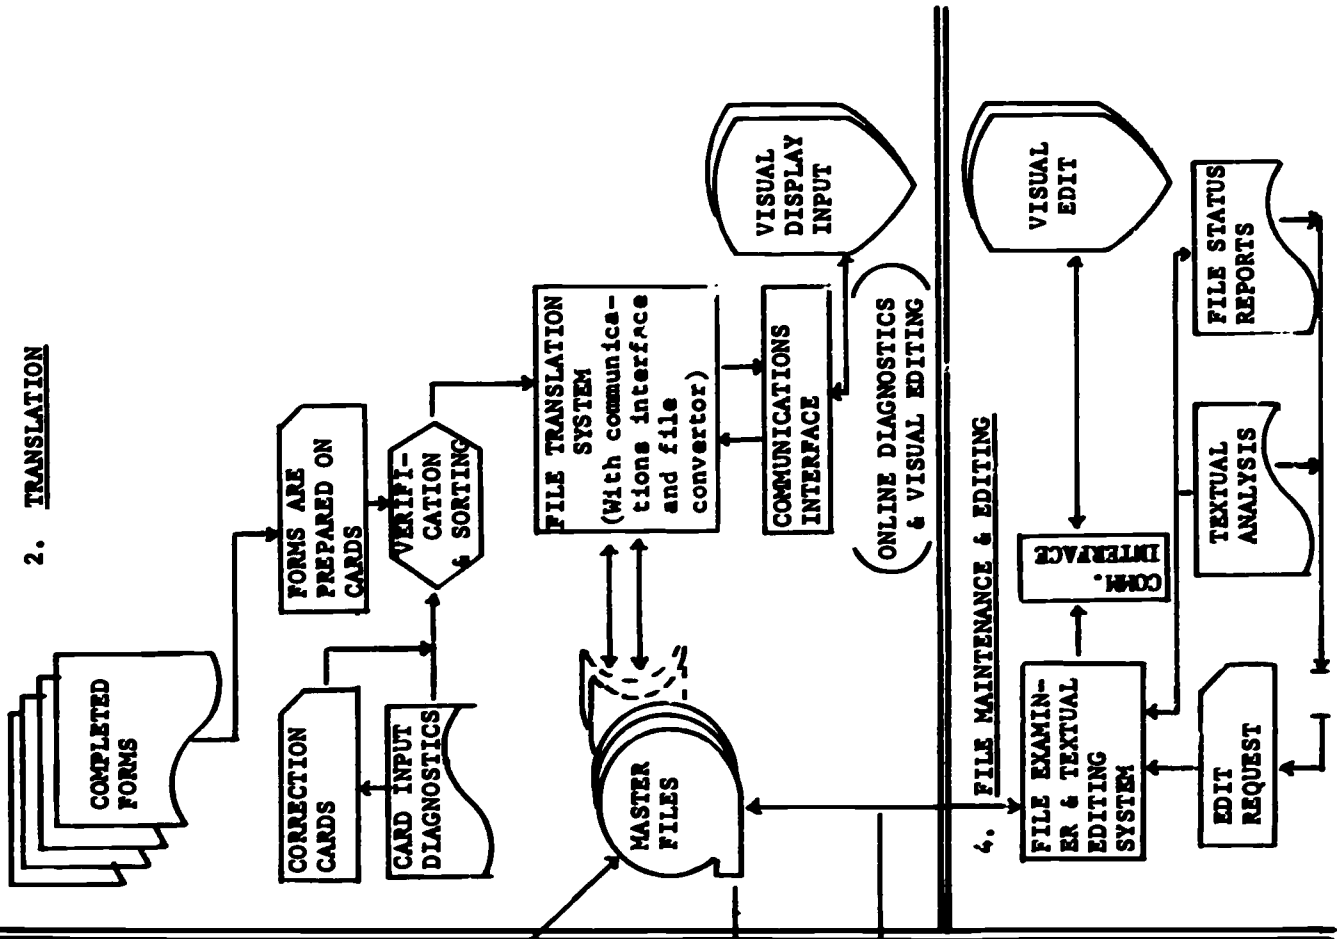 2. TRANSLATION
COMPLETED
FORMS
FORMS ARE
PREPARED ON
CARDS
CORRECTION
CARDS
CARD INPUT
DIAGNOSTICS
VERIFI-
CATION
& SORTING
FILE TRANSLATION
SYSTEM
(With communica-
tions interface
and file
convertor)
MASTER
FILES
COMMUNICATIONS
INTERFACE
VISUAL
DISPLAY
INPUT
ONLINE DIAGNOSTICS
& VISUAL EDITING
4. FILE MAINTENANCE & EDITING
FILE EXAMIN-
ER & TEXTUAL
EDITING
SYSTEM
COMM.
INTERFACE
VISUAL
EDIT
EDIT
REQUEST
TEXTUAL
ANALYSIS
FILE STATUS
REPORTS